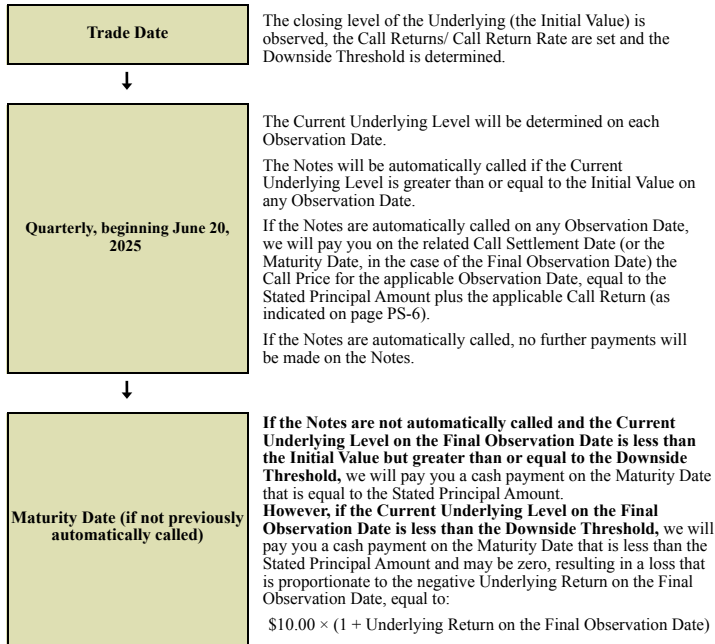 Trade Date
The closing level of the Underlying (the Initial Value) is
observed, the Call Returns/ Call Return Rate are set and the
Downside Threshold is determined.
↓
Quarterly, beginning June 20,
2025
The Current Underlying Level will be determined on each
Observation Date.
The Notes will be automatically called if the Current
Underlying Level is greater than or equal to the Initial Value on
any Observation Date.
If the Notes are automatically called on any Observation Date,
we will pay you on the related Call Settlement Date (or the
Maturity Date, in the case of the Final Observation Date) the
Call Price for the applicable Observation Date, equal to the
Stated Principal Amount plus the applicable Call Return (as
indicated on page PS-6).
If the Notes are automatically called, no further payments will
be made on the Notes.
↓
Maturity Date (if not previously
automatically called)
If the Notes are not automatically called and the Current
Underlying Level on the Final Observation Date is less than
the Initial Value but greater than or equal to the Downside
Threshold, we will pay you a cash payment on the Maturity Date
that is equal to the Stated Principal Amount.
However, if the Current Underlying Level on the Final
Observation Date is less than the Downside Threshold, we will
pay you a cash payment on the Maturity Date that is less than the
Stated Principal Amount and may be zero, resulting in a loss that
is proportionate to the negative Underlying Return on the Final
Observation Date, equal to:
$10.00 × (1 + Underlying Return on the Final Observation Date)